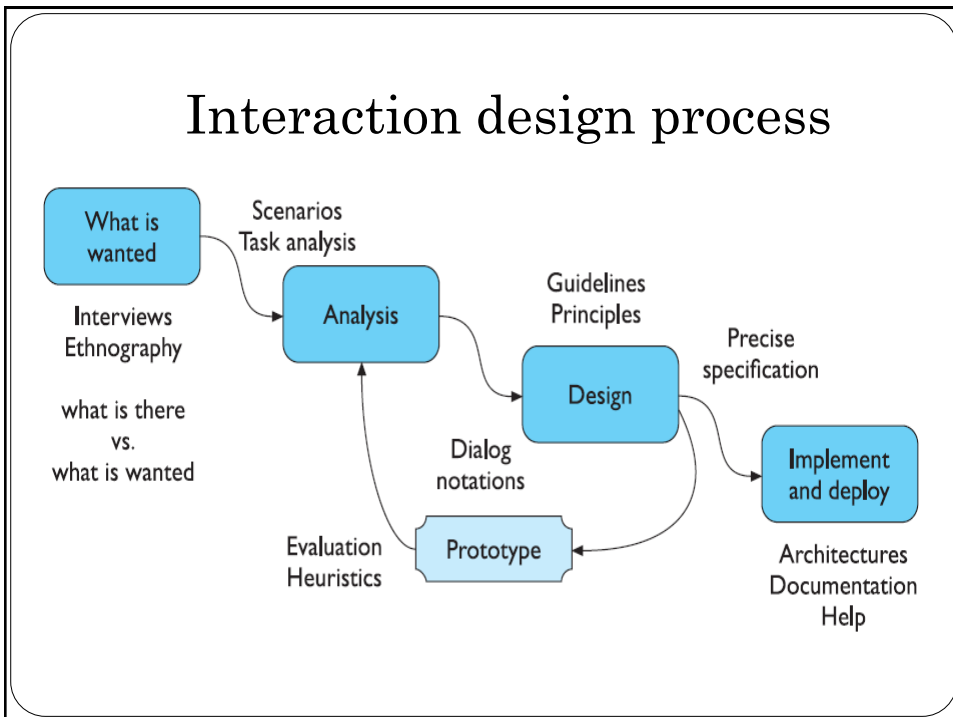 Interaction design process
What is
wanted
Interviews
Ethnography
what is there
vs.
what is wanted
Scenarios
Task analysis
Analysis
Guidelines
Principles
Design
Dialog
notations
Precise
specification
Implement
and deploy
Architectures
Documentation
Help
Prototype
Evaluation
Heuristics